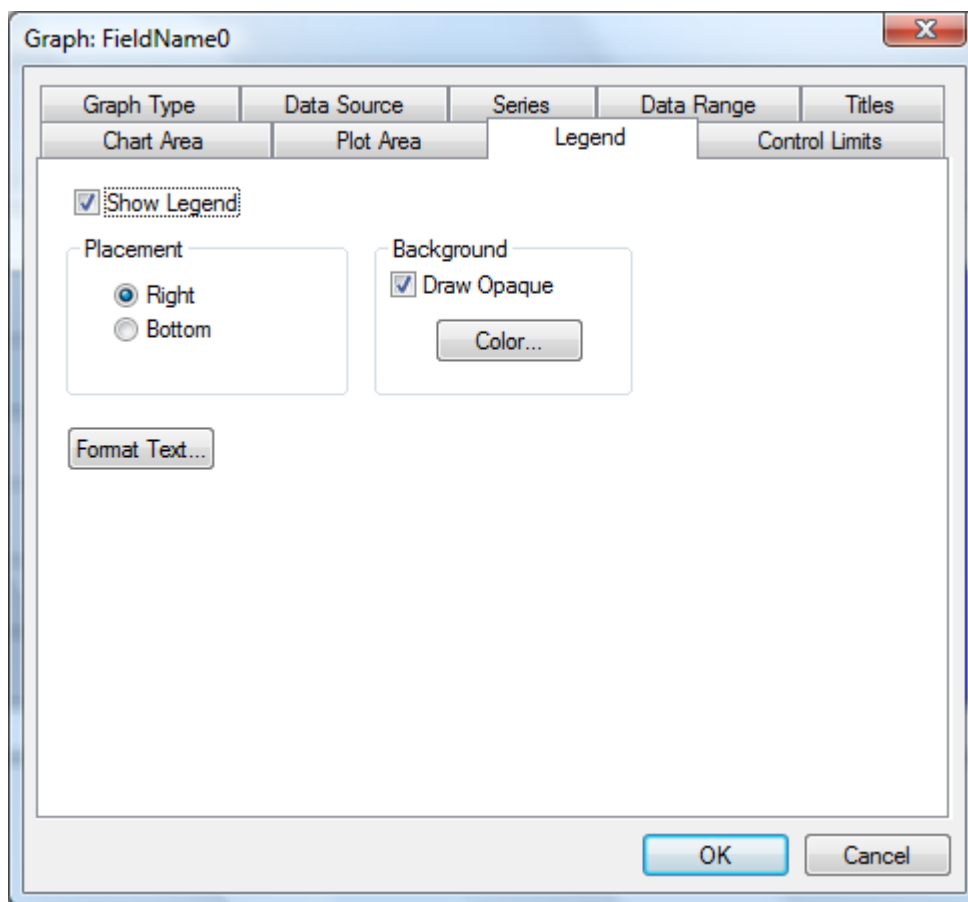 Graph: FieldName0
Graph Type Data Source Series Data Range Titles
Chart Area Plot Area Legend Control Limits
Show Legend
Placement Background
Right Draw Opaque
Bottom Color...
Format Text...
OK Cancel